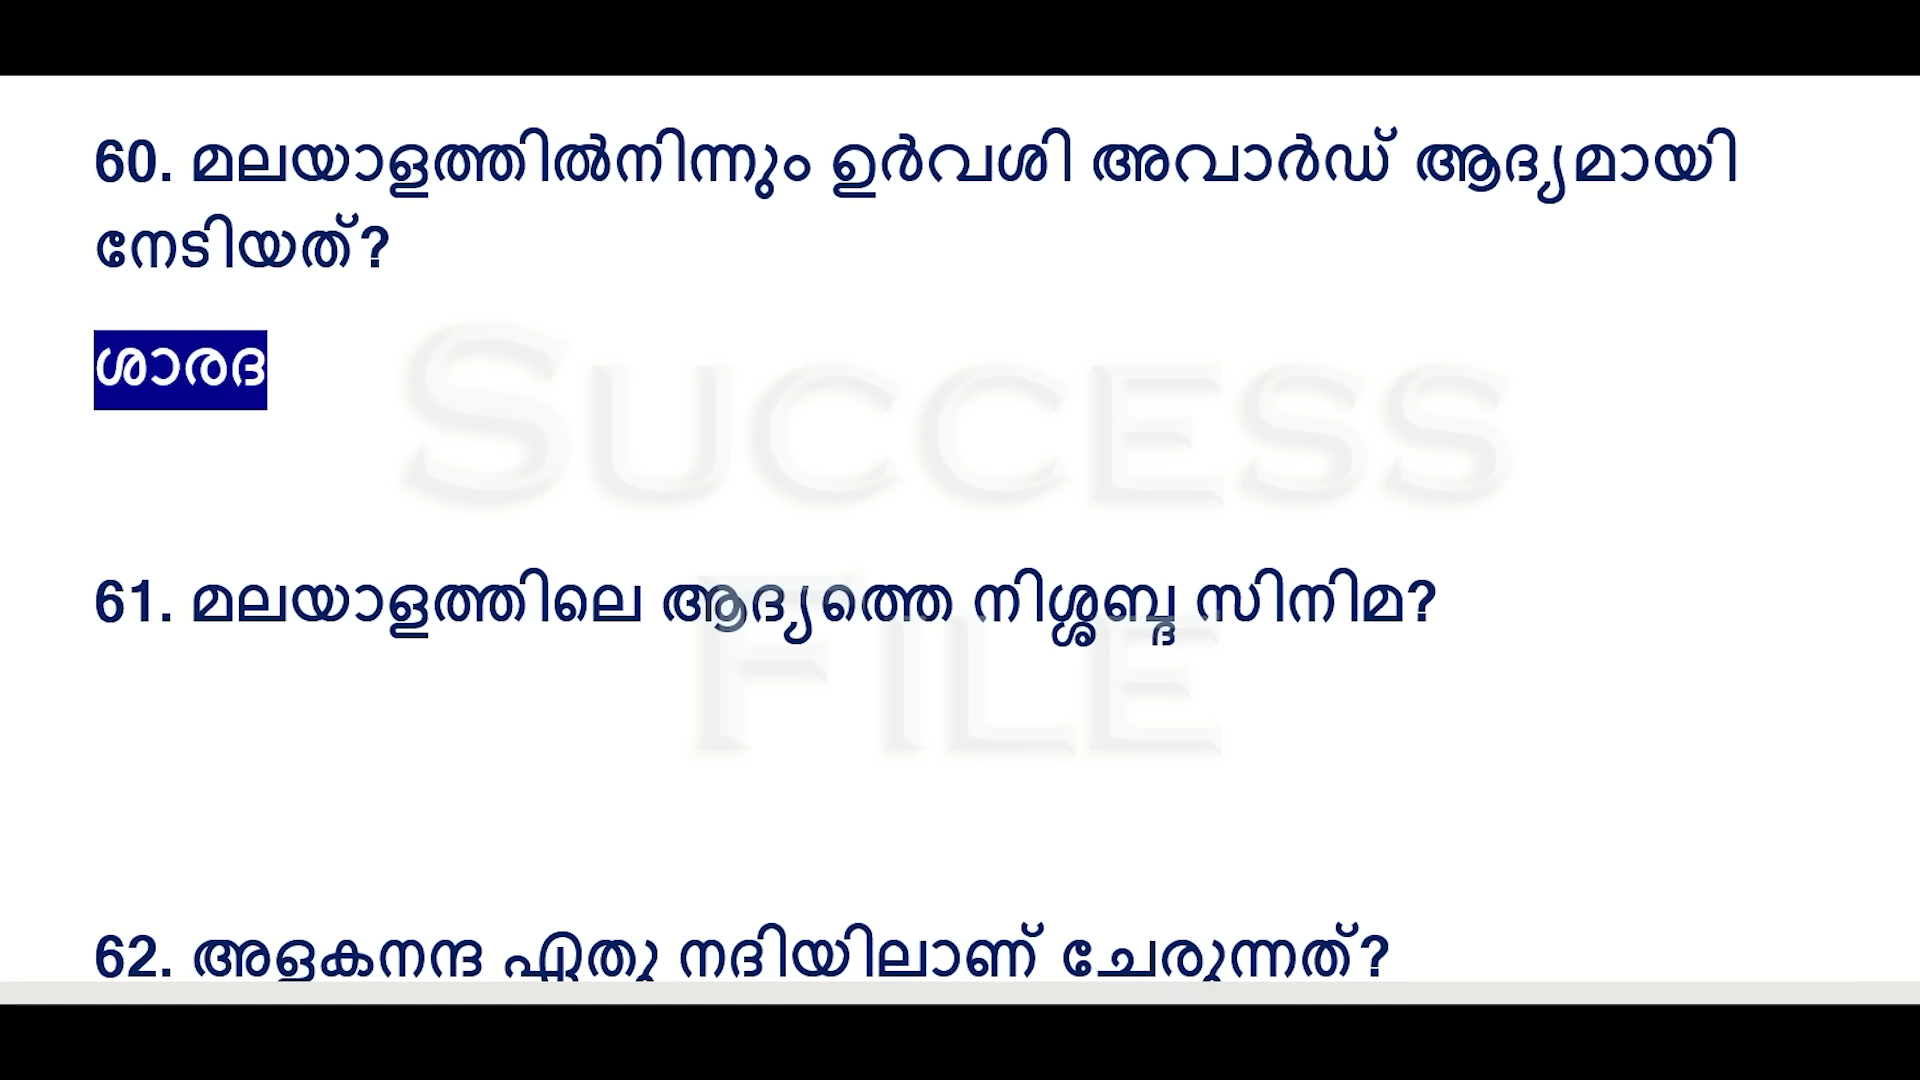 60. മലയാളത്തിൽനിന്നും ഉർവശി അവാർഡ് ആദ്യമായി
നേടിയത്?
ശാരദ
SUCCESS
FILE
61. മലയാളത്തിലെ ആദ്യത്തെ നിശ്ശബ്ദ സിനിമ?
62. അളകനന്ദ ഏതു നദിയിലാണ് ചേരുന്നത്?